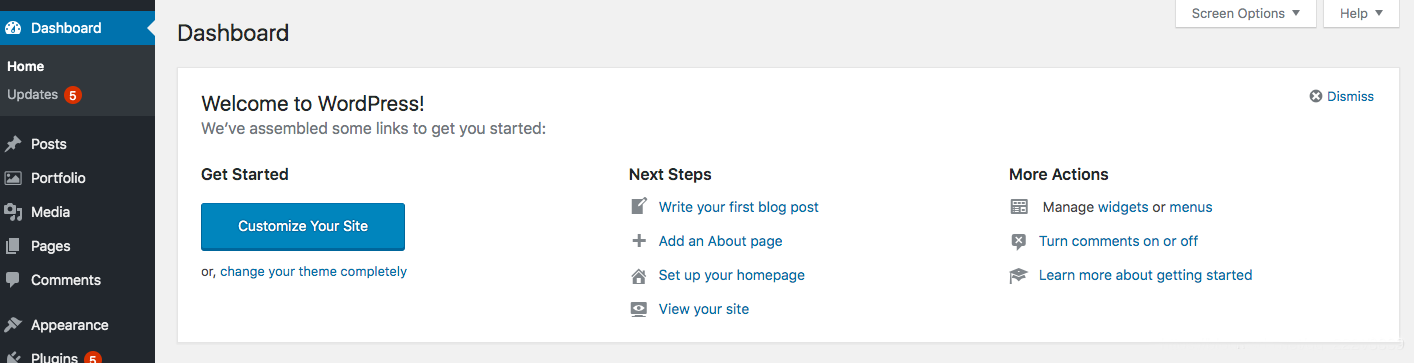 Dashboard
Home
Updates 5
Posts
Portfolio
Media
Pages
Comments
Appearance
Plugins 5
Screen Options
Help
Dashboard
Welcome to WordPress!
We've assembled some links to get you started:
Dismiss
Get Started
Customize Your Site
or, change your theme completely
Next Steps
Write your first blog post
Add an About page
Set up your homepage
View your site
More Actions
Manage widgets or menus
Turn comments on or off
Learn more about getting started